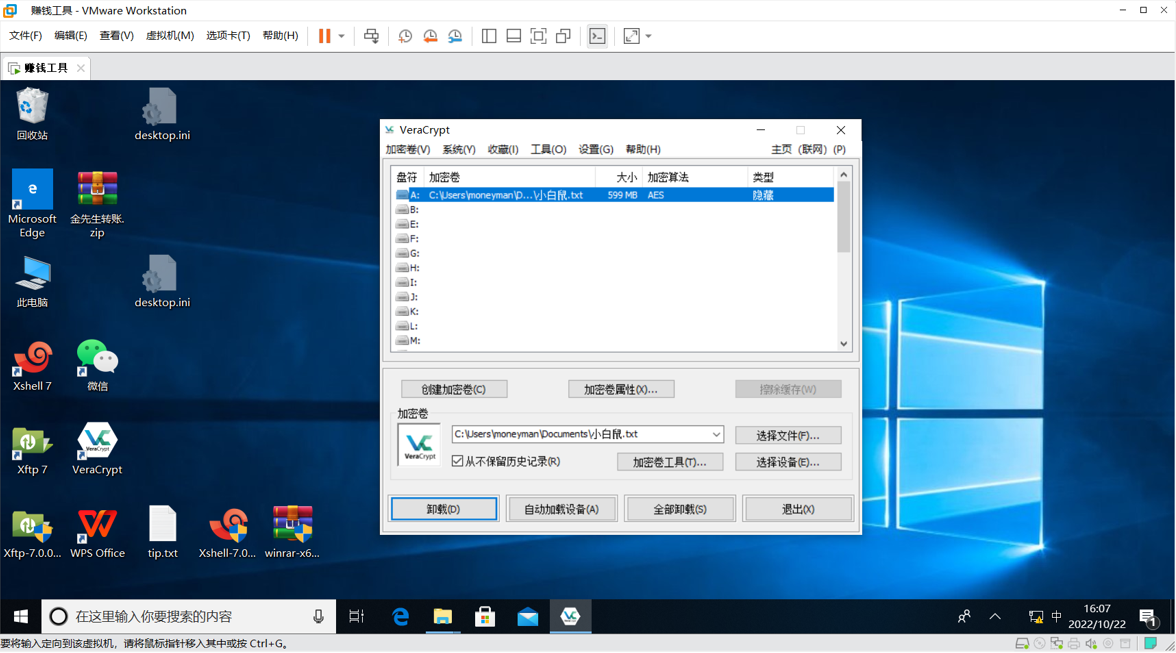 赚钱工具 - VMware Workstation
文件(F) 编辑(E) 查看(V) 虚拟机(M) 选项卡(T) 帮助(H)
赚钱工具
回收站
desktop.ini
Microsoft Edge
金先生转账.zip
此电脑
desktop.ini
Xshell 7
微信
Xftp 7
VeraCrypt
Xftp-7.0.0...
WPS Office
tip.txt
Xshell-7.0...
winrar-x6...
VeraCrypt
加密卷(V) 系统(Y) 收藏(I) 工具(O) 设置(G) 帮助(H) 主页 (联网) (P)
盘符 加密卷 大小 加密算法 类型
A: C:\Users\moneyman\D...\小白鼠.txt 599 MB AES 隐藏
B:
E:
F:
G:
H:
I:
J:
K:
L:
M:
创建加密卷(C) 加密卷属性(X)... 擦除缓存(W)
加密卷
VeraCrypt
C:\Users\moneyman\Documents\小白鼠.txt 选择文件(F)...
从不保留历史记录(R) 加密卷工具(T)... 选择设备(E)...
卸载(D) 自动加载设备(A) 全部卸载(S) 退出(X)
在这里输入你要搜索的内容
中
16:07
2022/10/22
1
要将输入定向到该虚拟机，请将鼠标指针移入其中或按 Ctrl+G。